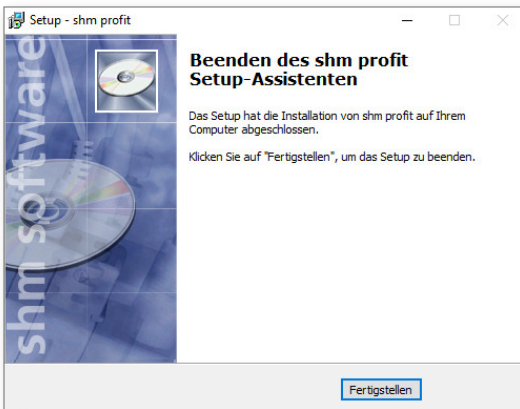 Setup - shm profit
shm software
Beenden des shm profit
Setup-Assistenten
Das Setup hat die Installation von shm profit auf Ihrem
Computer abgeschlossen.
Klicken Sie auf "Fertigstellen", um das Setup zu beenden.
Fertigstellen